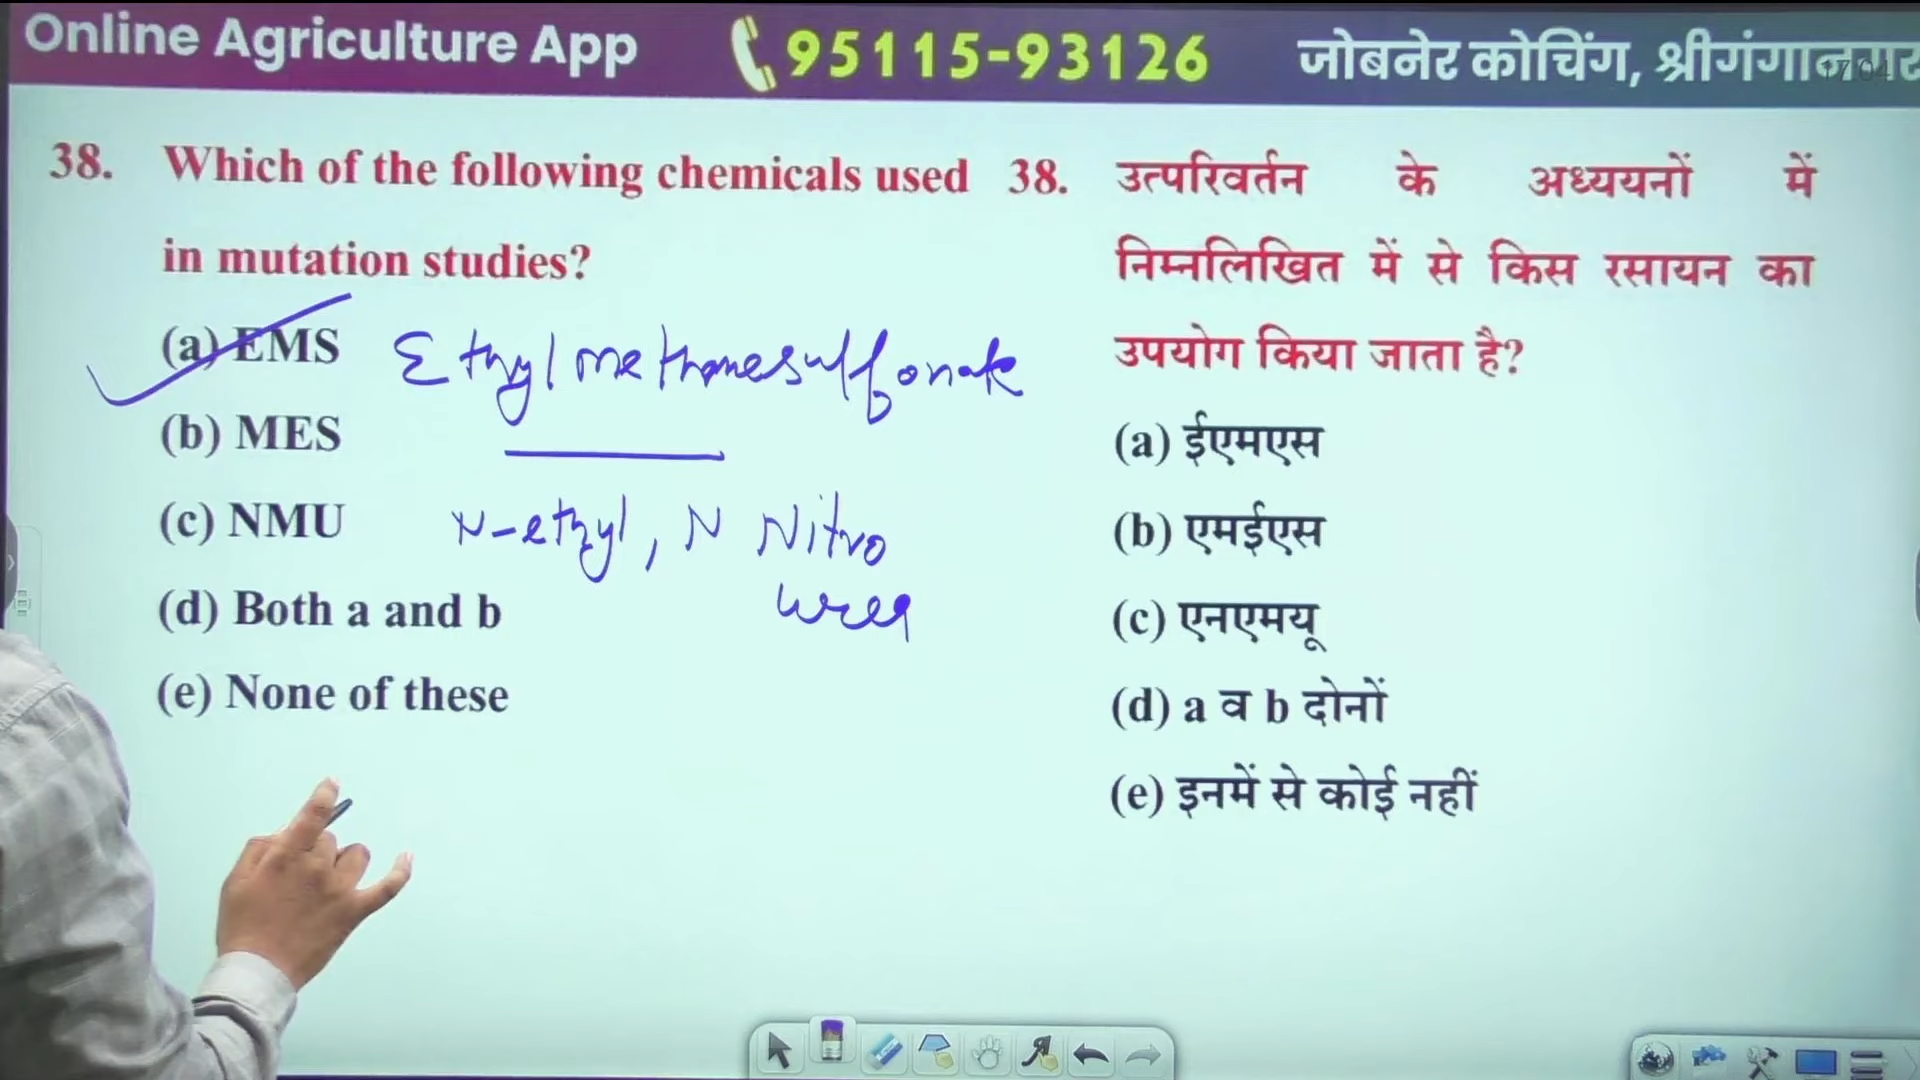 Online Agriculture App 95115-93126 जोबनेर कोचिंग, श्रीगंगानगर
17:04
38. Which of the following chemicals used
in mutation studies?
(a) EMS Ethyl methanesulfonate
(b) MES
(c) NMU N-ethyl, N Nitro
urea
(d) Both a and b
(e) None of these
38. उत्परिवर्तन के अध्ययनों में
निम्नलिखित में से किस रसायन का
उपयोग किया जाता है?
(a) ईएमएस
(b) एमईएस
(c) एनएमयू
(d) a व b दोनों
(e) इनमें से कोई नहीं